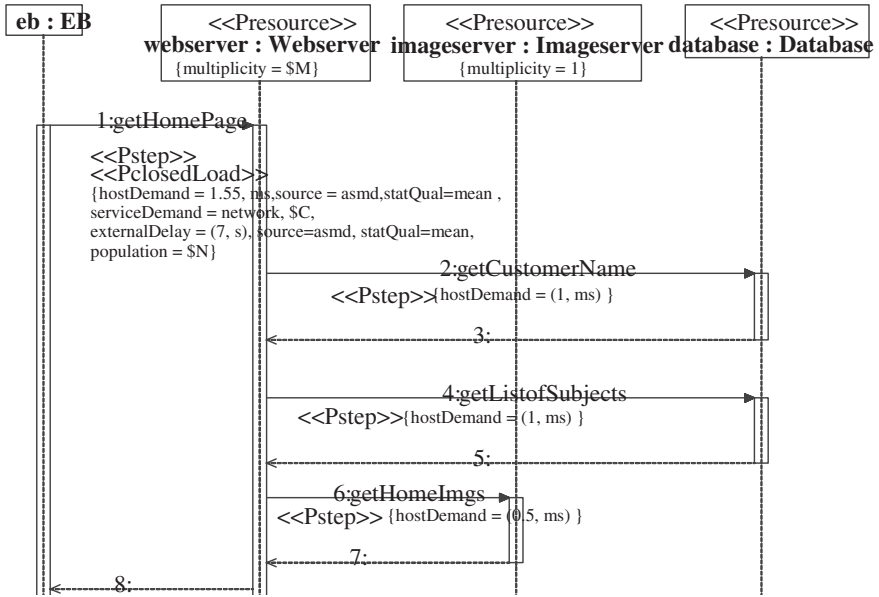 eb : EB
<<Presource>>
webserver : Webserver
{multiplicity = $M}
<<Presource>>
imageserver : Imageserver
{multiplicity = 1}
<<Presource>>
database : Database
1:getHomePage
<<Pstep>>
<<PclosedLoad>>
{hostDemand = 1.55, ms,source = asmd,statQual=mean ,
serviceDemand = network, $C,
externalDelay = (7, s), source=asmd, statQual=mean,
population = $N}
2:getCustomerName
<<Pstep>>{hostDemand = (1, ms) }
3:
4:getListofSubjects
<<Pstep>>{hostDemand = (1, ms) }
5:
6:getHomeImgs
<<Pstep>> {hostDemand = (0.5, ms) }
7:
8: